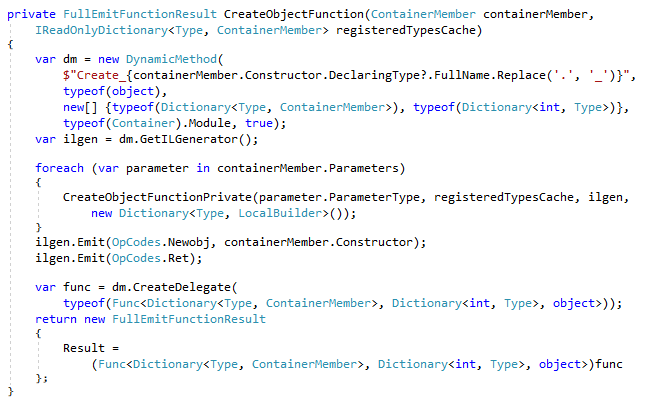 private FullEmitFunctionResult CreateObjectFunction(ContainerMember containerMember,
    IReadOnlyDictionary<Type, ContainerMember> registeredTypesCache)
{
    var dm = new DynamicMethod(
        $"Create_{containerMember.Constructor.DeclaringType?.FullName.Replace('.', '_')}",
        typeof(object),
        new[] {typeof(Dictionary<Type, ContainerMember>), typeof(Dictionary<int, Type>)},
        typeof(Container).Module, true);
    var ilgen = dm.GetILGenerator();

    foreach (var parameter in containerMember.Parameters)
    {
        CreateObjectFunctionPrivate(parameter.ParameterType, registeredTypesCache, ilgen,
            new Dictionary<Type, LocalBuilder>());
    }
    ilgen.Emit(OpCodes.Newobj, containerMember.Constructor);
    ilgen.Emit(OpCodes.Ret);

    var func = dm.CreateDelegate(
        typeof(Func<Dictionary<Type, ContainerMember>, Dictionary<int, Type>, object>));
    return new FullEmitFunctionResult
    {
        Result =
            (Func<Dictionary<Type, ContainerMember>, Dictionary<int, Type>, object>)func
    };
}